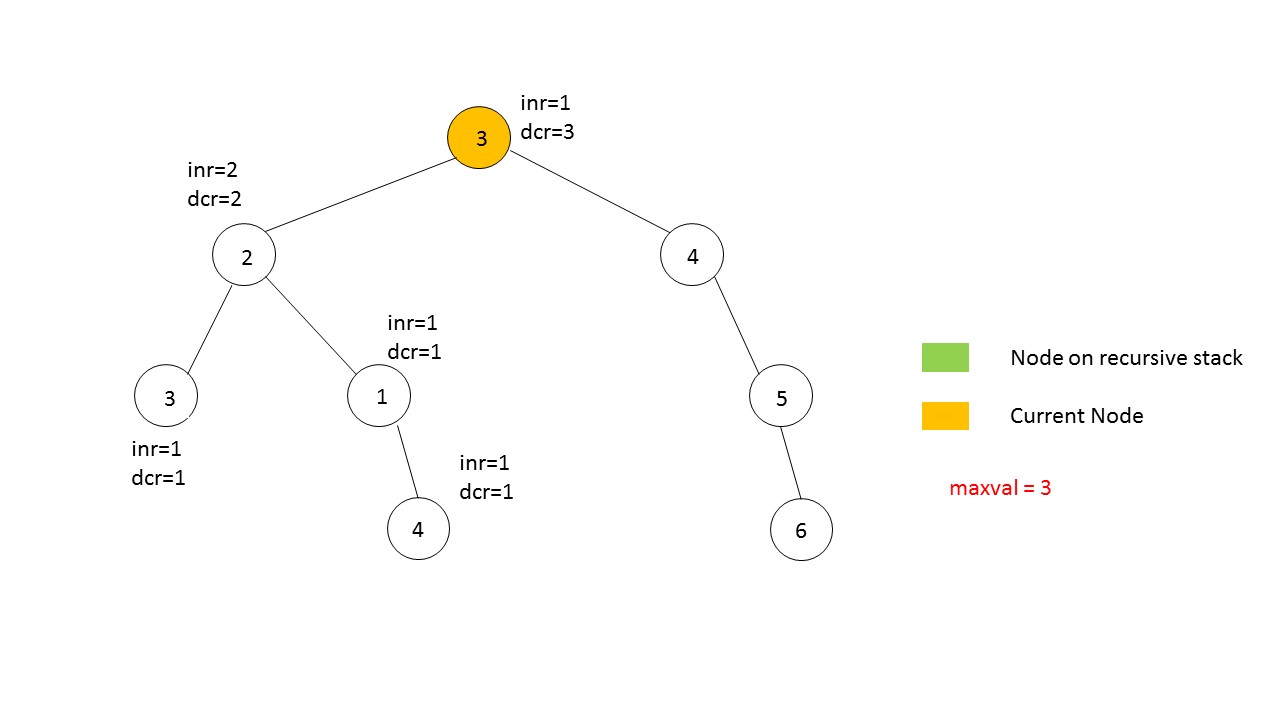 inr=1
dcr=3
3
inr=2
dcr=2
2
4
inr=1
dcr=1
3
1
5
inr=1
dcr=1
inr=1
dcr=1
4
6
Node on recursive stack
Current Node
maxval = 3